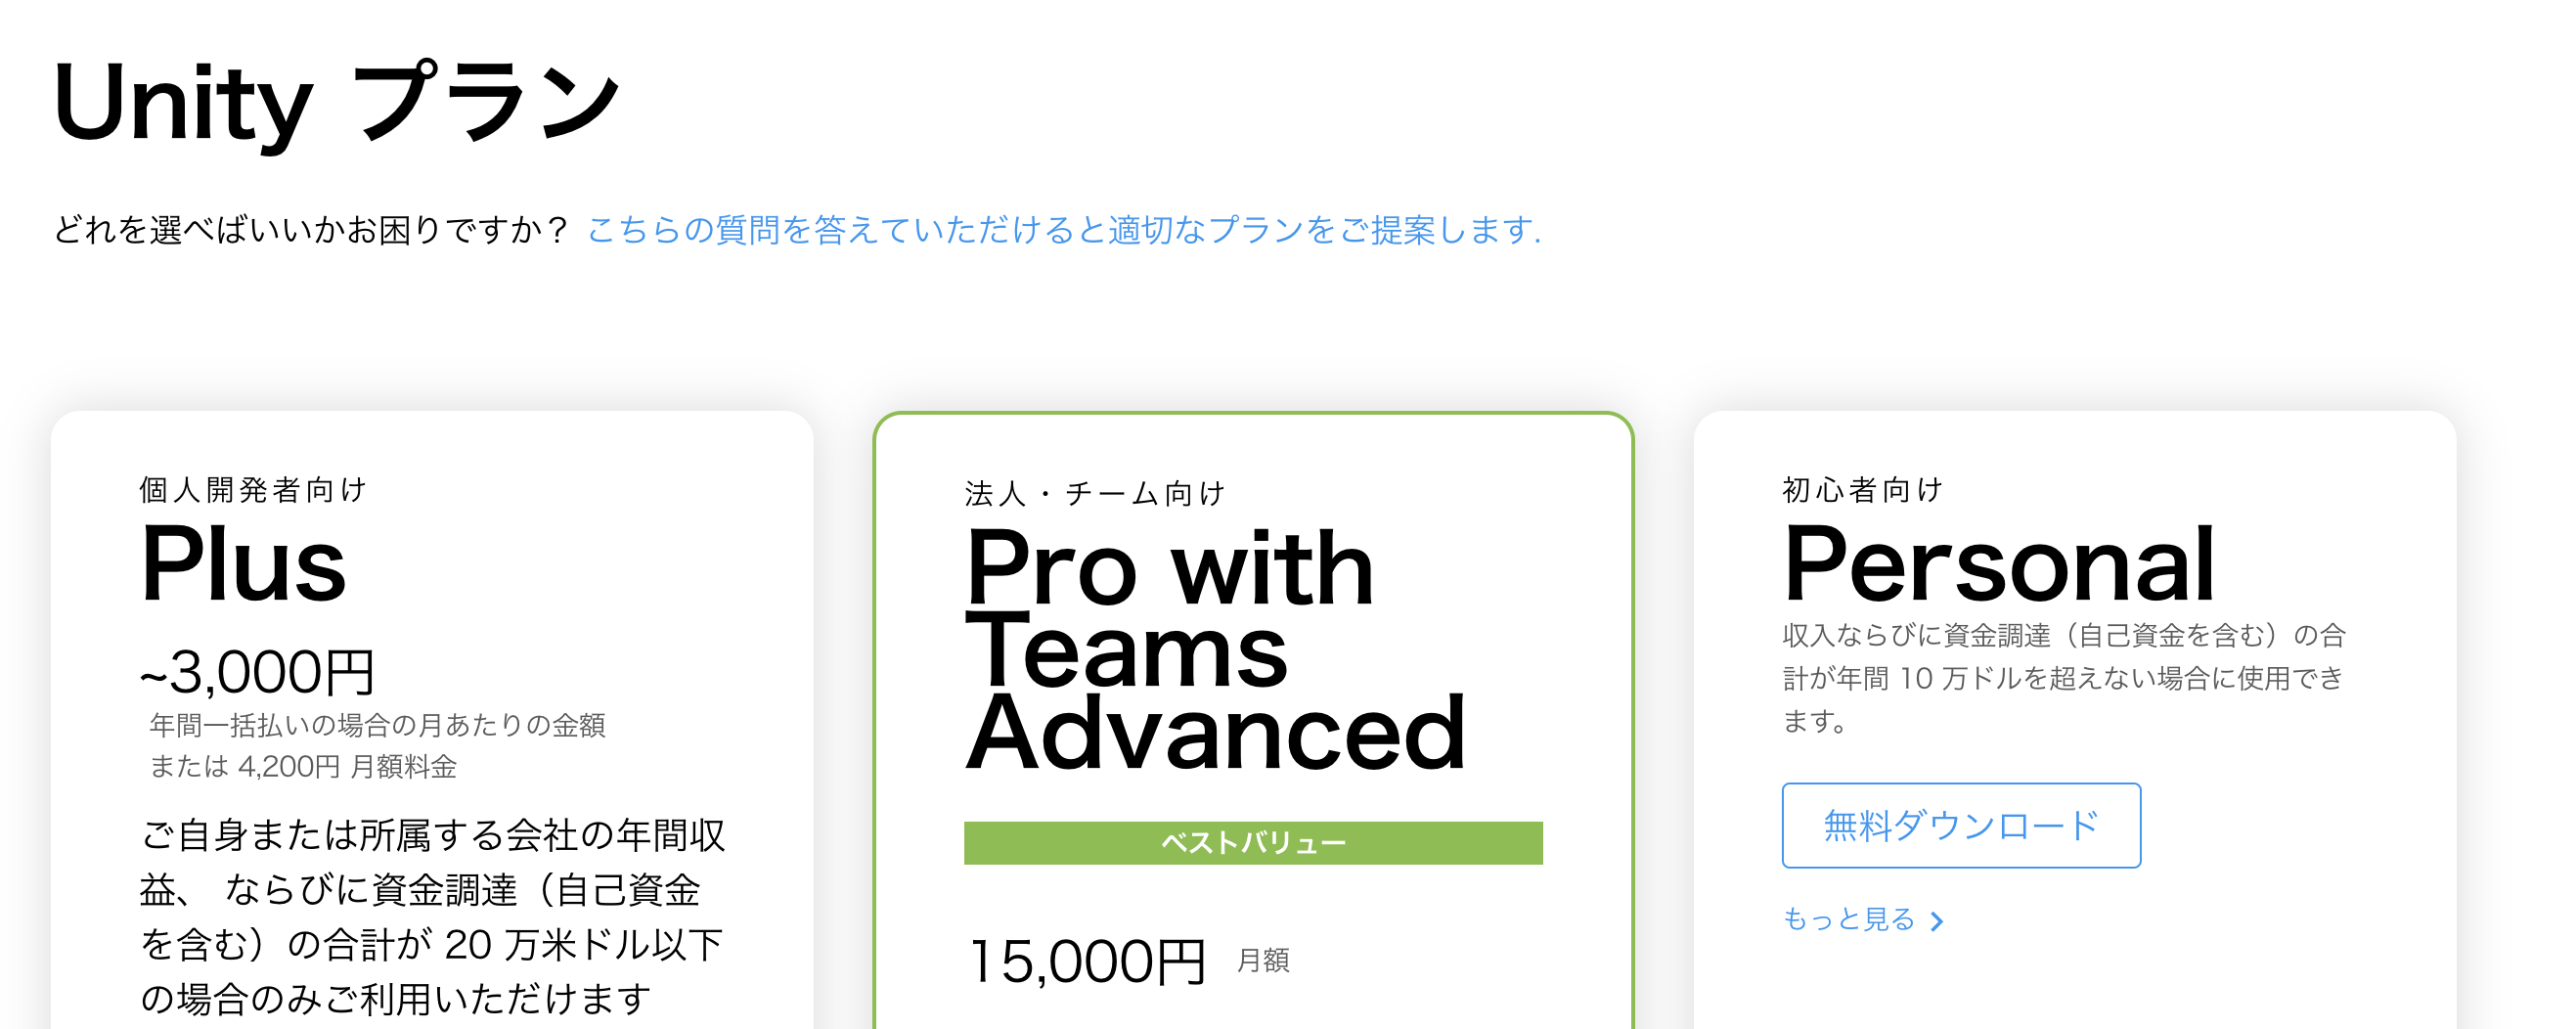 Unity プラン
どれを選べばいいかお困りですか？ こちらの質問を答えていただけると適切なプランをご提案します.
個人開発者向け
Plus
~3,000円
年間一括払いの場合の月あたりの金額
または 4,200円 月額料金
ご自身または所属する会社の年間収
益、 ならびに資金調達（自己資金
を含む）の合計が 20 万米ドル以下
の場合のみご利用いただけます
法人・チーム向け
Pro with
Teams
Advanced
ベストバリュー
15,000円 月額
初心者向け
Personal
収入ならびに資金調達（自己資金を含む）の合
計が年間 10 万ドルを超えない場合に使用でき
ます。
無料ダウンロード
もっと見る